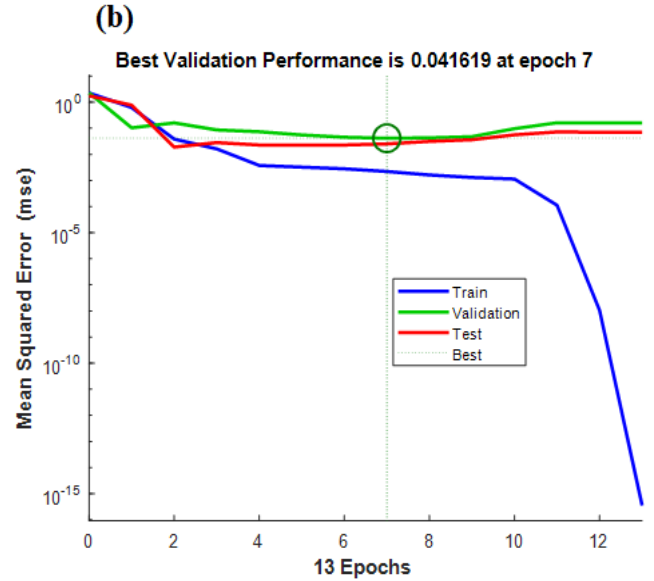 (b)
Best Validation Performance is 0.041619 at epoch 7
Mean Squared Error (mse)
10^0
10^-5
10^-10
10^-15
Train
Validation
Test
Best
0 2 4 6 8 10 12
13 Epochs